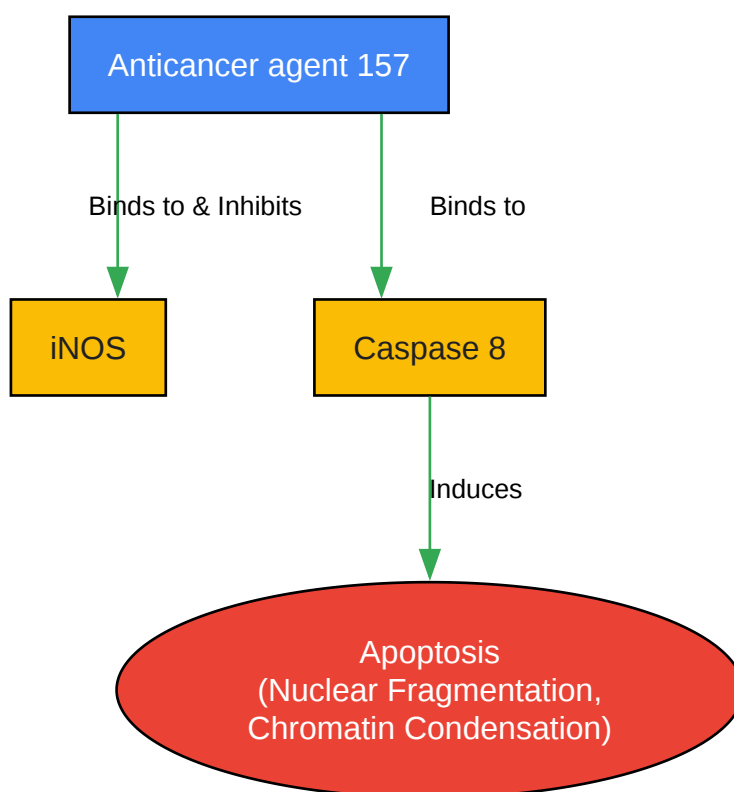 Anticancer agent 157
Binds to & Inhibits
Binds to
iNOS
Caspase 8
Induces
Apoptosis
(Nuclear Fragmentation,
Chromatin Condensation)